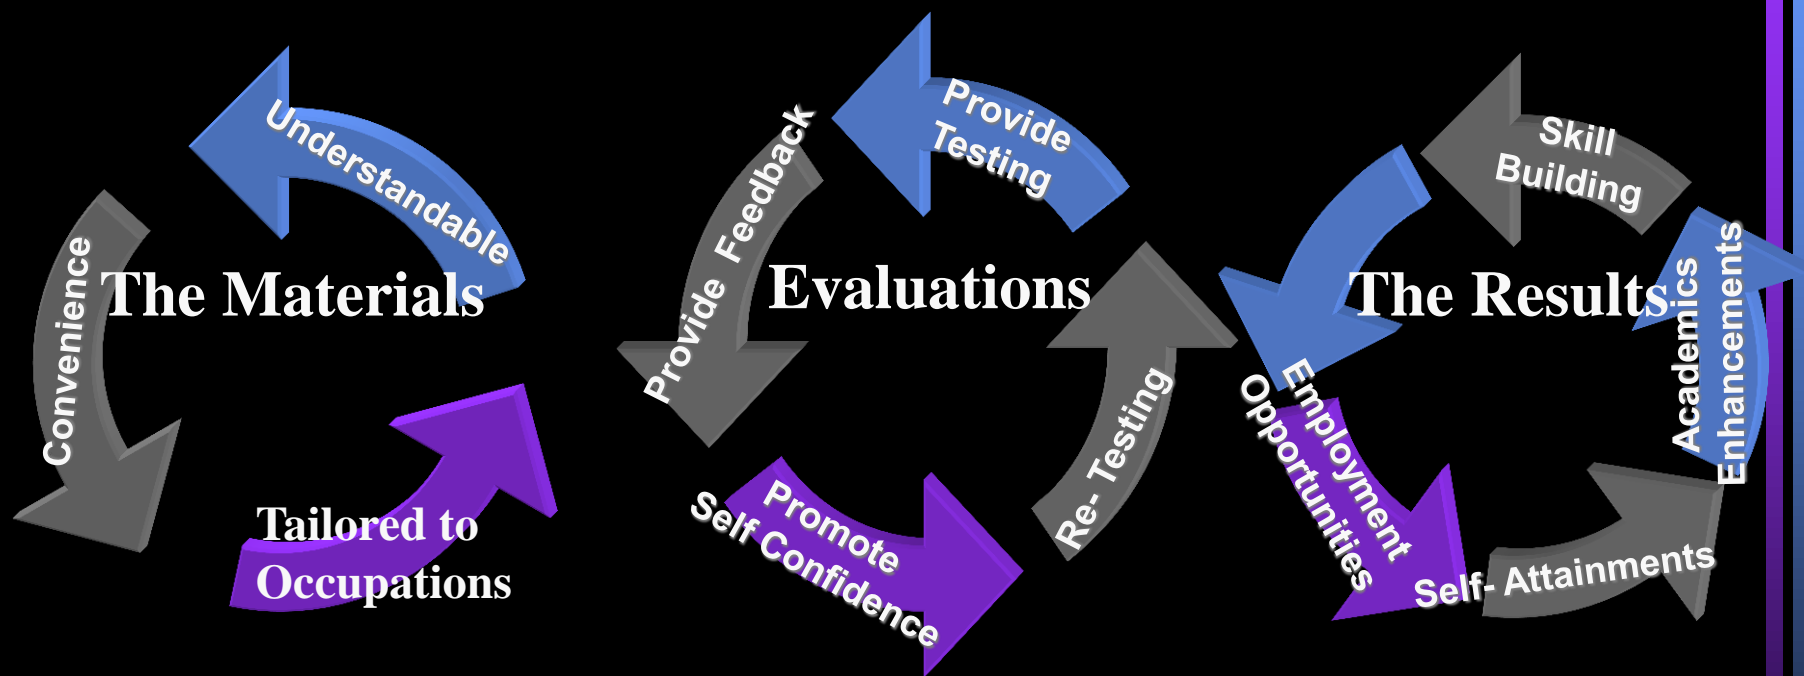 Understandable
Convenience
The Materials
Tailored to
Occupations
Provide
Testing
Provide Feedback
Evaluations
Promote
Self Confidence
Re- Testing
Skill
Building
The Results
Employment
Opportunities
Self- Attainments
Academics
Enhancements